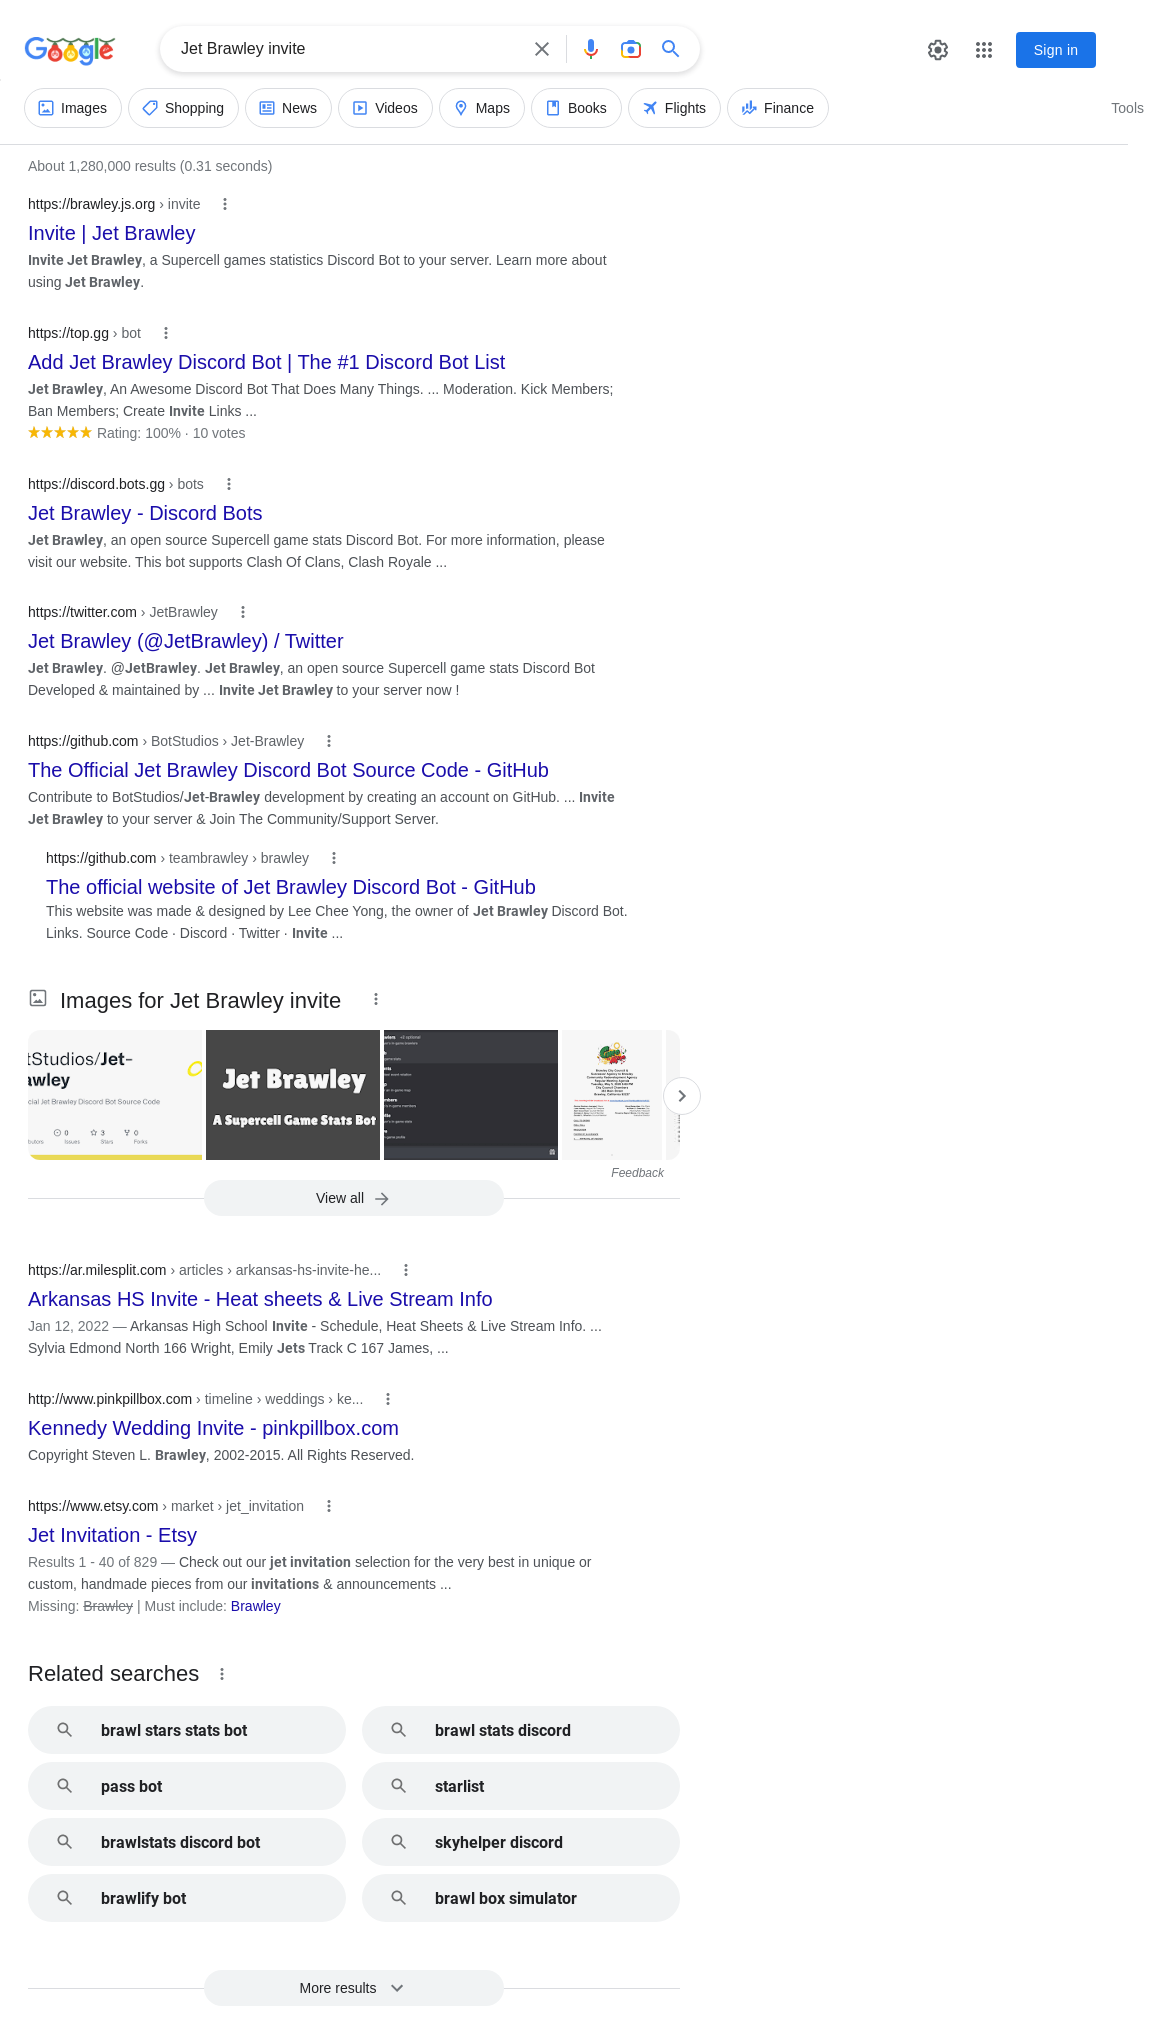 Google
Jet Brawley invite
Sign in
Images
Shopping
News
Videos
Maps
Books
Flights
Finance
Tools
About 1,280,000 results (0.31 seconds)
https://brawley.js.org › invite
Invite | Jet Brawley
Invite Jet Brawley, a Supercell games statistics Discord Bot to your server. Learn more about
using Jet Brawley.
https://top.gg › bot
Add Jet Brawley Discord Bot | The #1 Discord Bot List
Jet Brawley, An Awesome Discord Bot That Does Many Things. ... Moderation. Kick Members;
Ban Members; Create Invite Links ...
Rating: 100% · 10 votes
https://discord.bots.gg › bots
Jet Brawley - Discord Bots
Jet Brawley, an open source Supercell game stats Discord Bot. For more information, please
visit our website. This bot supports Clash Of Clans, Clash Royale ...
https://twitter.com › JetBrawley
Jet Brawley (@JetBrawley) / Twitter
Jet Brawley. @JetBrawley. Jet Brawley, an open source Supercell game stats Discord Bot
Developed & maintained by ... Invite Jet Brawley to your server now !
https://github.com › BotStudios › Jet-Brawley
The Official Jet Brawley Discord Bot Source Code - GitHub
Contribute to BotStudios/Jet-Brawley development by creating an account on GitHub. ... Invite
Jet Brawley to your server & Join The Community/Support Server.
https://github.com › teambrawley › brawley
The official website of Jet Brawley Discord Bot - GitHub
This website was made & designed by Lee Chee Yong, the owner of Jet Brawley Discord Bot.
Links. Source Code · Discord · Twitter · Invite ...
Images for Jet Brawley invite
tStudios/Jet-
awley
cial Jet Brawley Discord Bot Source Code
0
3
0
Issues
Stars
Forks
Jet Brawley
A Supercell Game Stats Bot
Feedback
View all
https://ar.milesplit.com › articles › arkansas-hs-invite-he...
Arkansas HS Invite - Heat sheets & Live Stream Info
Jan 12, 2022 — Arkansas High School Invite - Schedule, Heat Sheets & Live Stream Info. ...
Sylvia Edmond North 166 Wright, Emily Jets Track C 167 James, ...
http://www.pinkpillbox.com › timeline › weddings › ke...
Kennedy Wedding Invite - pinkpillbox.com
Copyright Steven L. Brawley, 2002-2015. All Rights Reserved.
https://www.etsy.com › market › jet_invitation
Jet Invitation - Etsy
Results 1 - 40 of 829 — Check out our jet invitation selection for the very best in unique or
custom, handmade pieces from our invitations & announcements ...
Missing: Brawley | Must include: Brawley
Related searches
brawl stars stats bot
brawl stats discord
pass bot
starlist
brawlstats discord bot
skyhelper discord
brawlify bot
brawl box simulator
More results